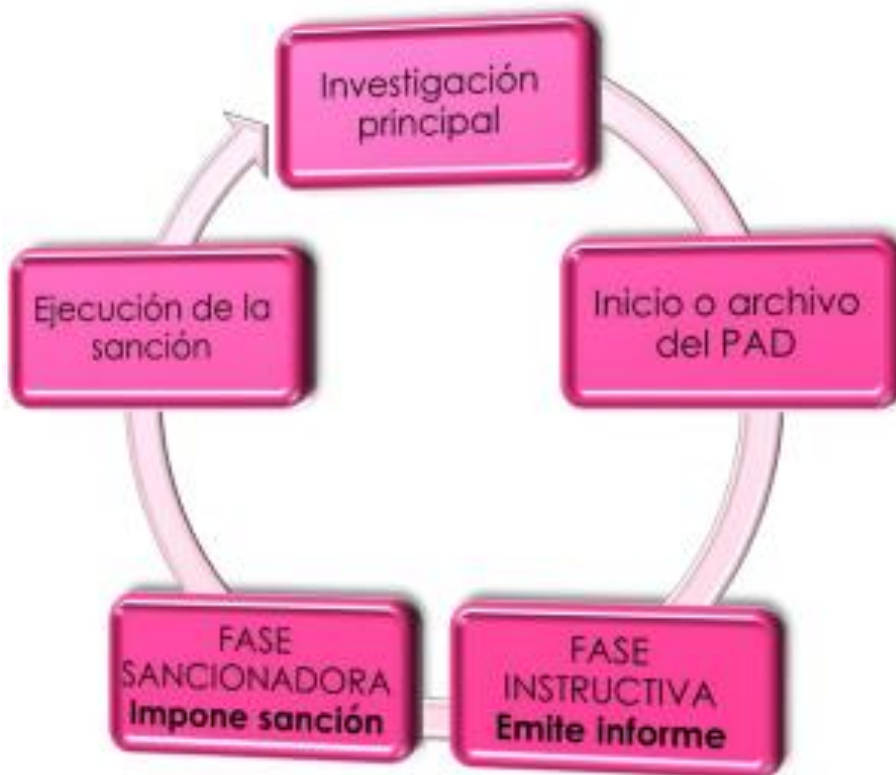 Investigación
principal
Inicio o archivo
del PAD
FASE
INSTRUCTIVA
Emite informe
FASE
SANCIONADORA
Impone sanción
Ejecución de la
sanción